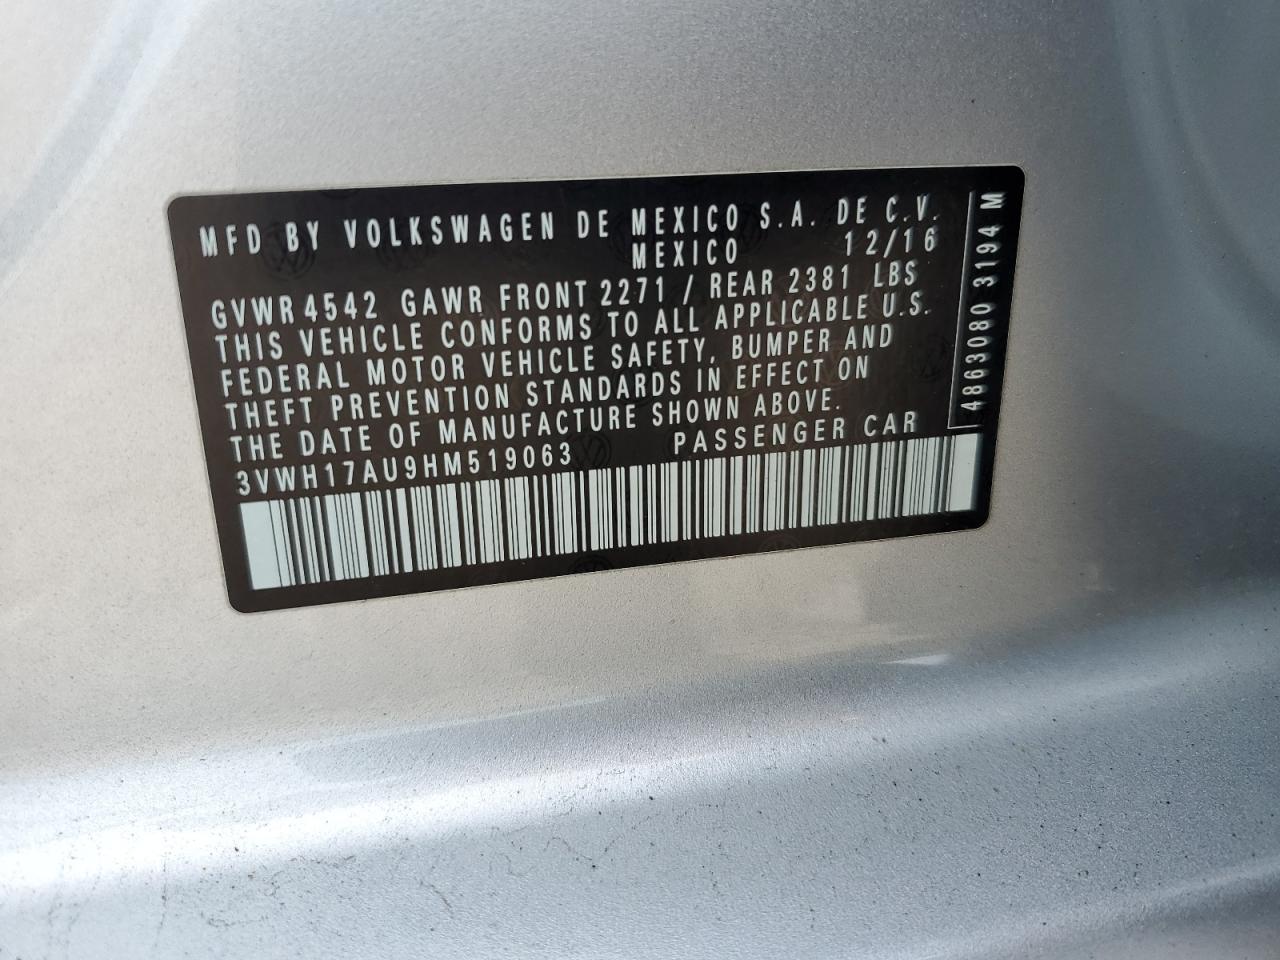 MFD BY VOLKSWAGEN DE MEXICO S.A. DE C.V.
MEXICO 12/16
GVWR 4542 GAWR FRONT 2271 / REAR 2381 LBS
THIS VEHICLE CONFORMS TO ALL APPLICABLE U.S.
FEDERAL MOTOR VEHICLE SAFETY, BUMPER AND
THEFT PREVENTION STANDARDS IN EFFECT ON
THE DATE OF MANUFACTURE SHOWN ABOVE.
3VWH17AU9HM519063 PASSENGER CAR
4863080 3194 M